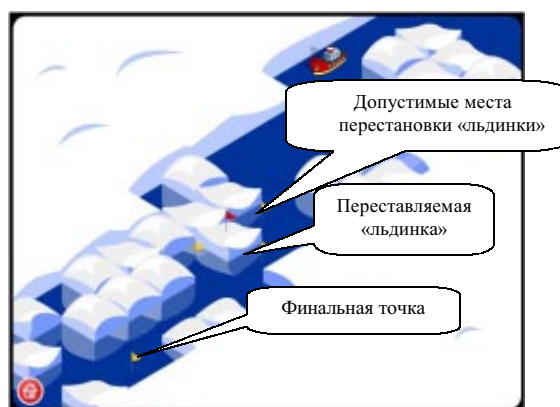 Допустимые места
перестановки «льдинки»
Переставляемая
«льдинка»
Финальная точка